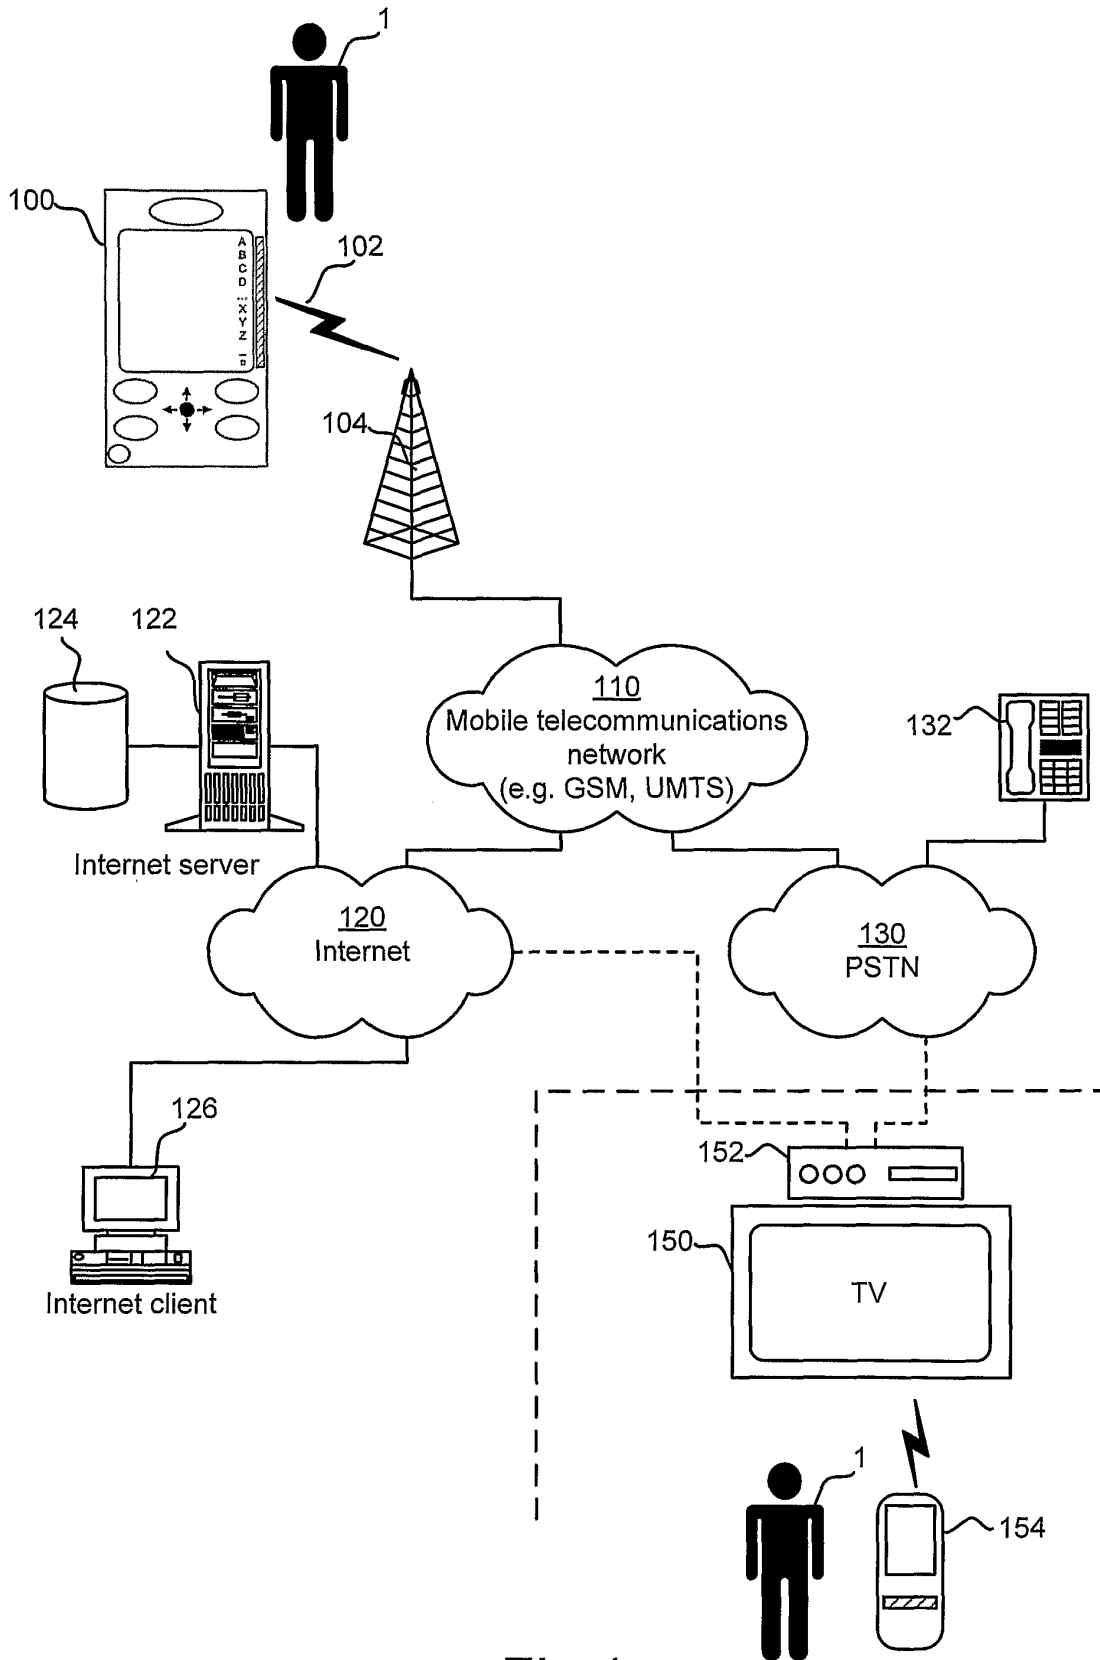 1
100
A
B
C
D
...
X
Y
Z
102
104
124
122
110
Mobile telecommunications
network
(e.g. GSM, UMTS)
132
Internet server
120
Internet
130
PSTN
126
152
150
TV
Internet client
1
154